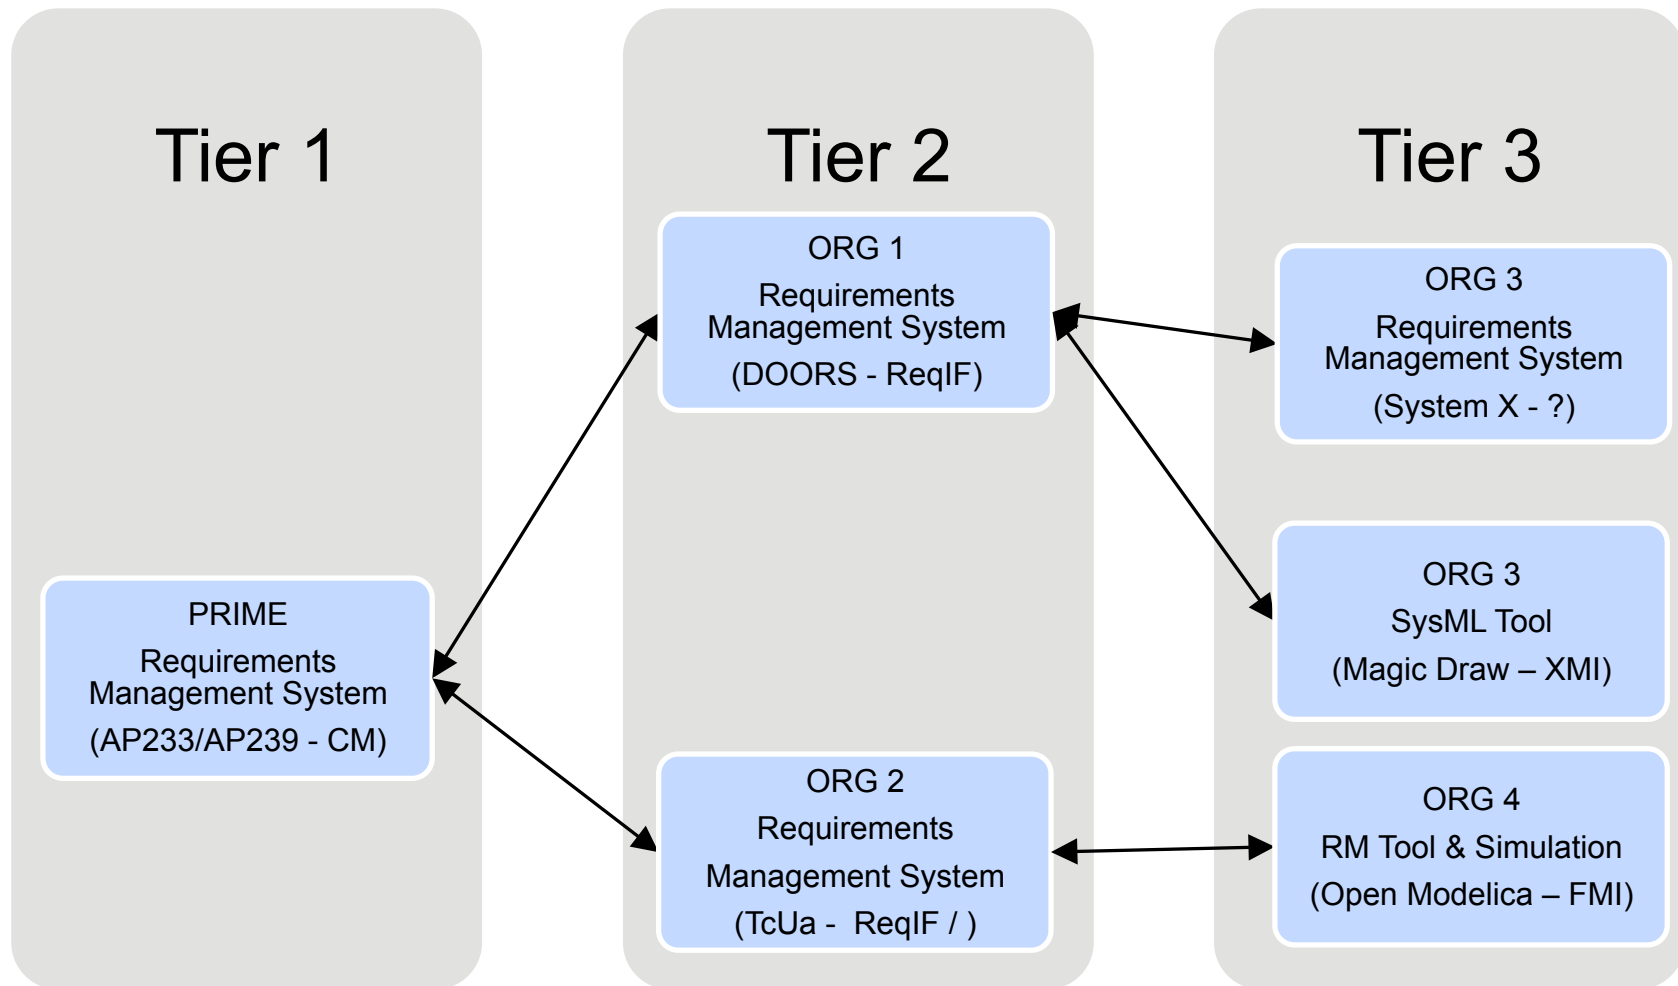 Tier 1
PRIME
Requirements
Management System
(AP233/AP239 - CM)
Tier 2
ORG 1
Requirements
Management System
(DOORS - ReqIF)
ORG 2
Requirements
Management System
(TcUa -  ReqIF / )
Tier 3
ORG 3
Requirements
Management System
(System X - ?)
ORG 3
SysML Tool
(Magic Draw – XMI)
ORG 4
RM Tool & Simulation
(Open Modelica – FMI)